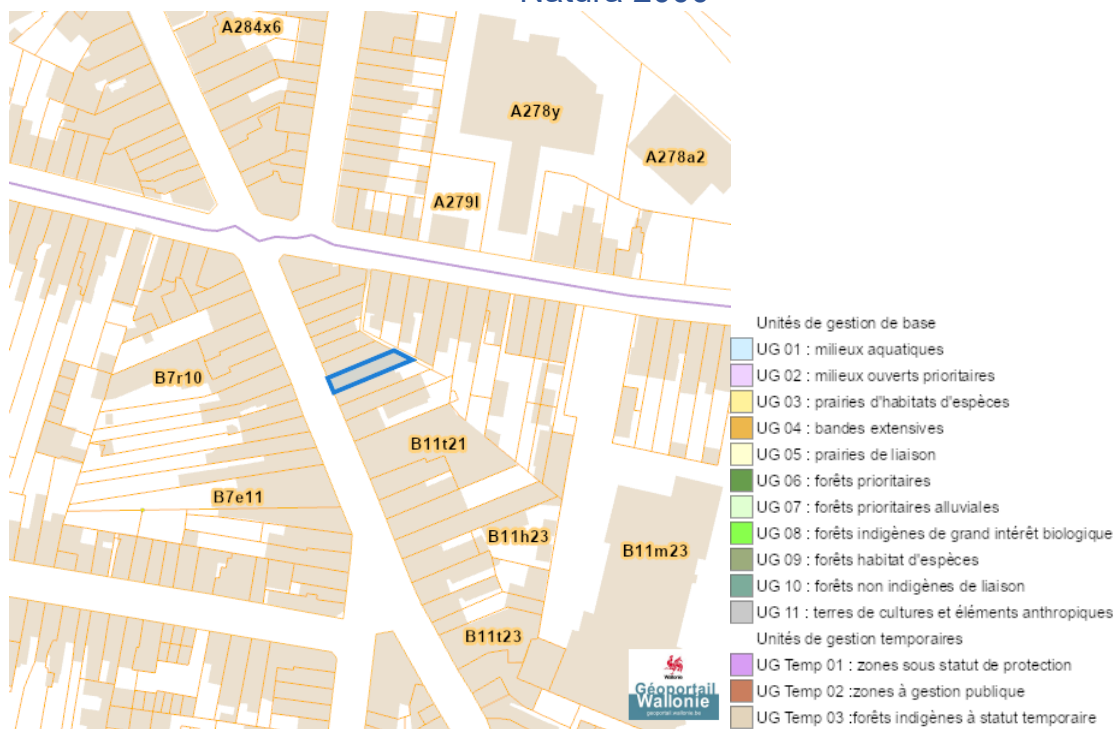 Natura 2000
A284x6
A278y
A278a2
A279l
B7r10
B11t21
B7e11
B11h23
B11m23
B11t23
Wallonie
Géoportail
Wallonie
geoportail.wallonie.be
Unités de gestion de base
UG 01 : milieux aquatiques
UG 02 : milieux ouverts prioritaires
UG 03 : prairies d'habitats d'espèces
UG 04 : bandes extensives
UG 05 : prairies de liaison
UG 06 : forêts prioritaires
UG 07 : forêts prioritaires alluviales
UG 08 : forêts indigènes de grand intérêt biologique
UG 09 : forêts habitat d'espèces
UG 10 : forêts non indigènes de liaison
UG 11 : terres de cultures et éléments anthropiques
Unités de gestion temporaires
UG Temp 01 : zones sous statut de protection
UG Temp 02 :zones à gestion publique
UG Temp 03 :forêts indigènes à statut temporaire